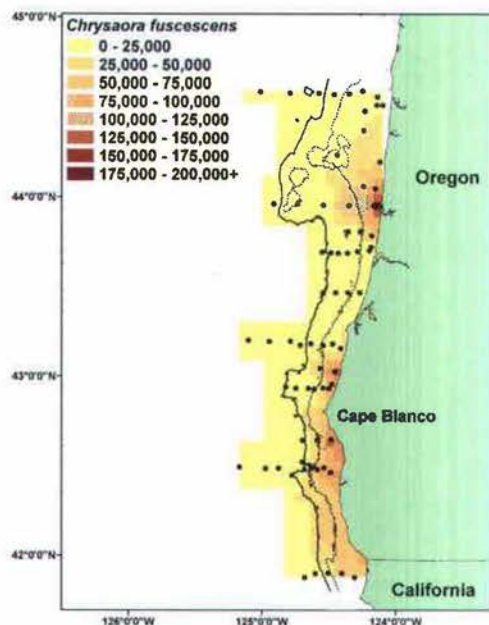 45°0'0"N
Chrysaora fuscescens
0 - 25,000
25,000 - 50,000
50,000 - 75,000
75,000 - 100,000
100,000 - 125,000
125,000 - 150,000
150,000 - 175,000
175,000 - 200,000+
Oregon
44°0'0"N
43°0'0"N
Cape Blanco
42°0'0"N
California
126°0'0"W
125°0'0"W
124°0'0"W